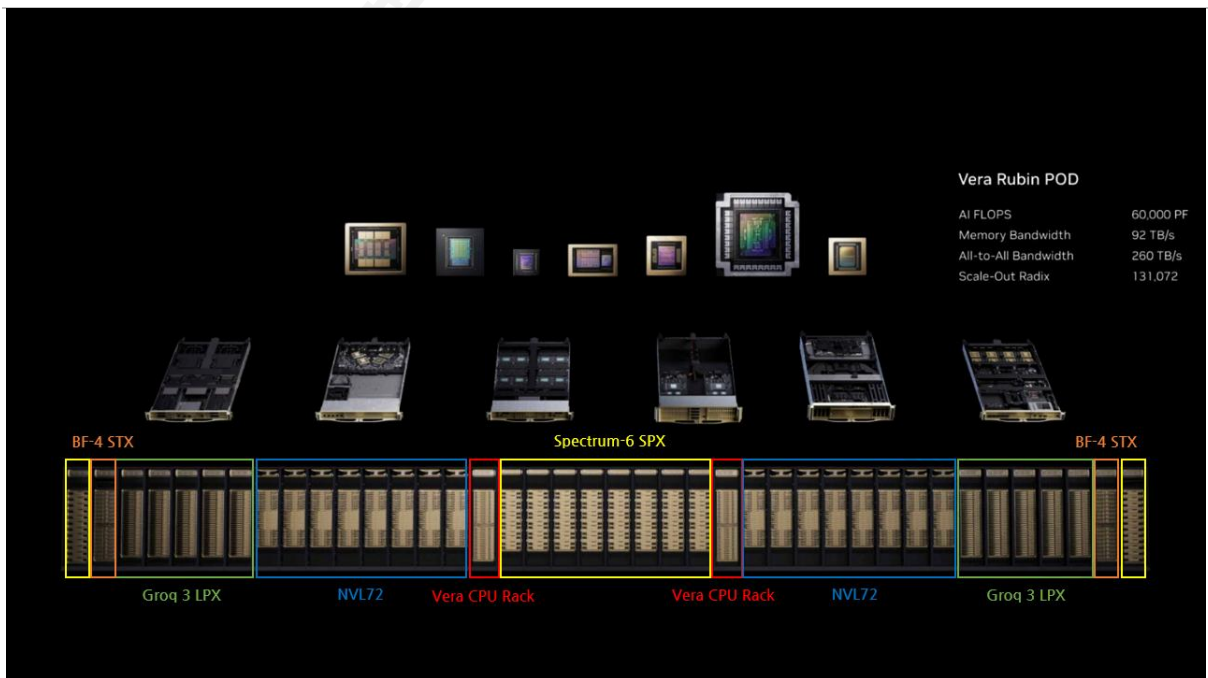 Vera Rubin POD
AI FLOPS 60,000 PF
Memory Bandwidth 92 TB/s
All-to-All Bandwidth 260 TB/s
Scale-Out Radix 131,072
BF-4 STX Spectrum-6 SPX BF-4 STX
Groq 3 LPX NVL72 Vera CPU Rack Vera CPU Rack NVL72 Groq 3 LPX